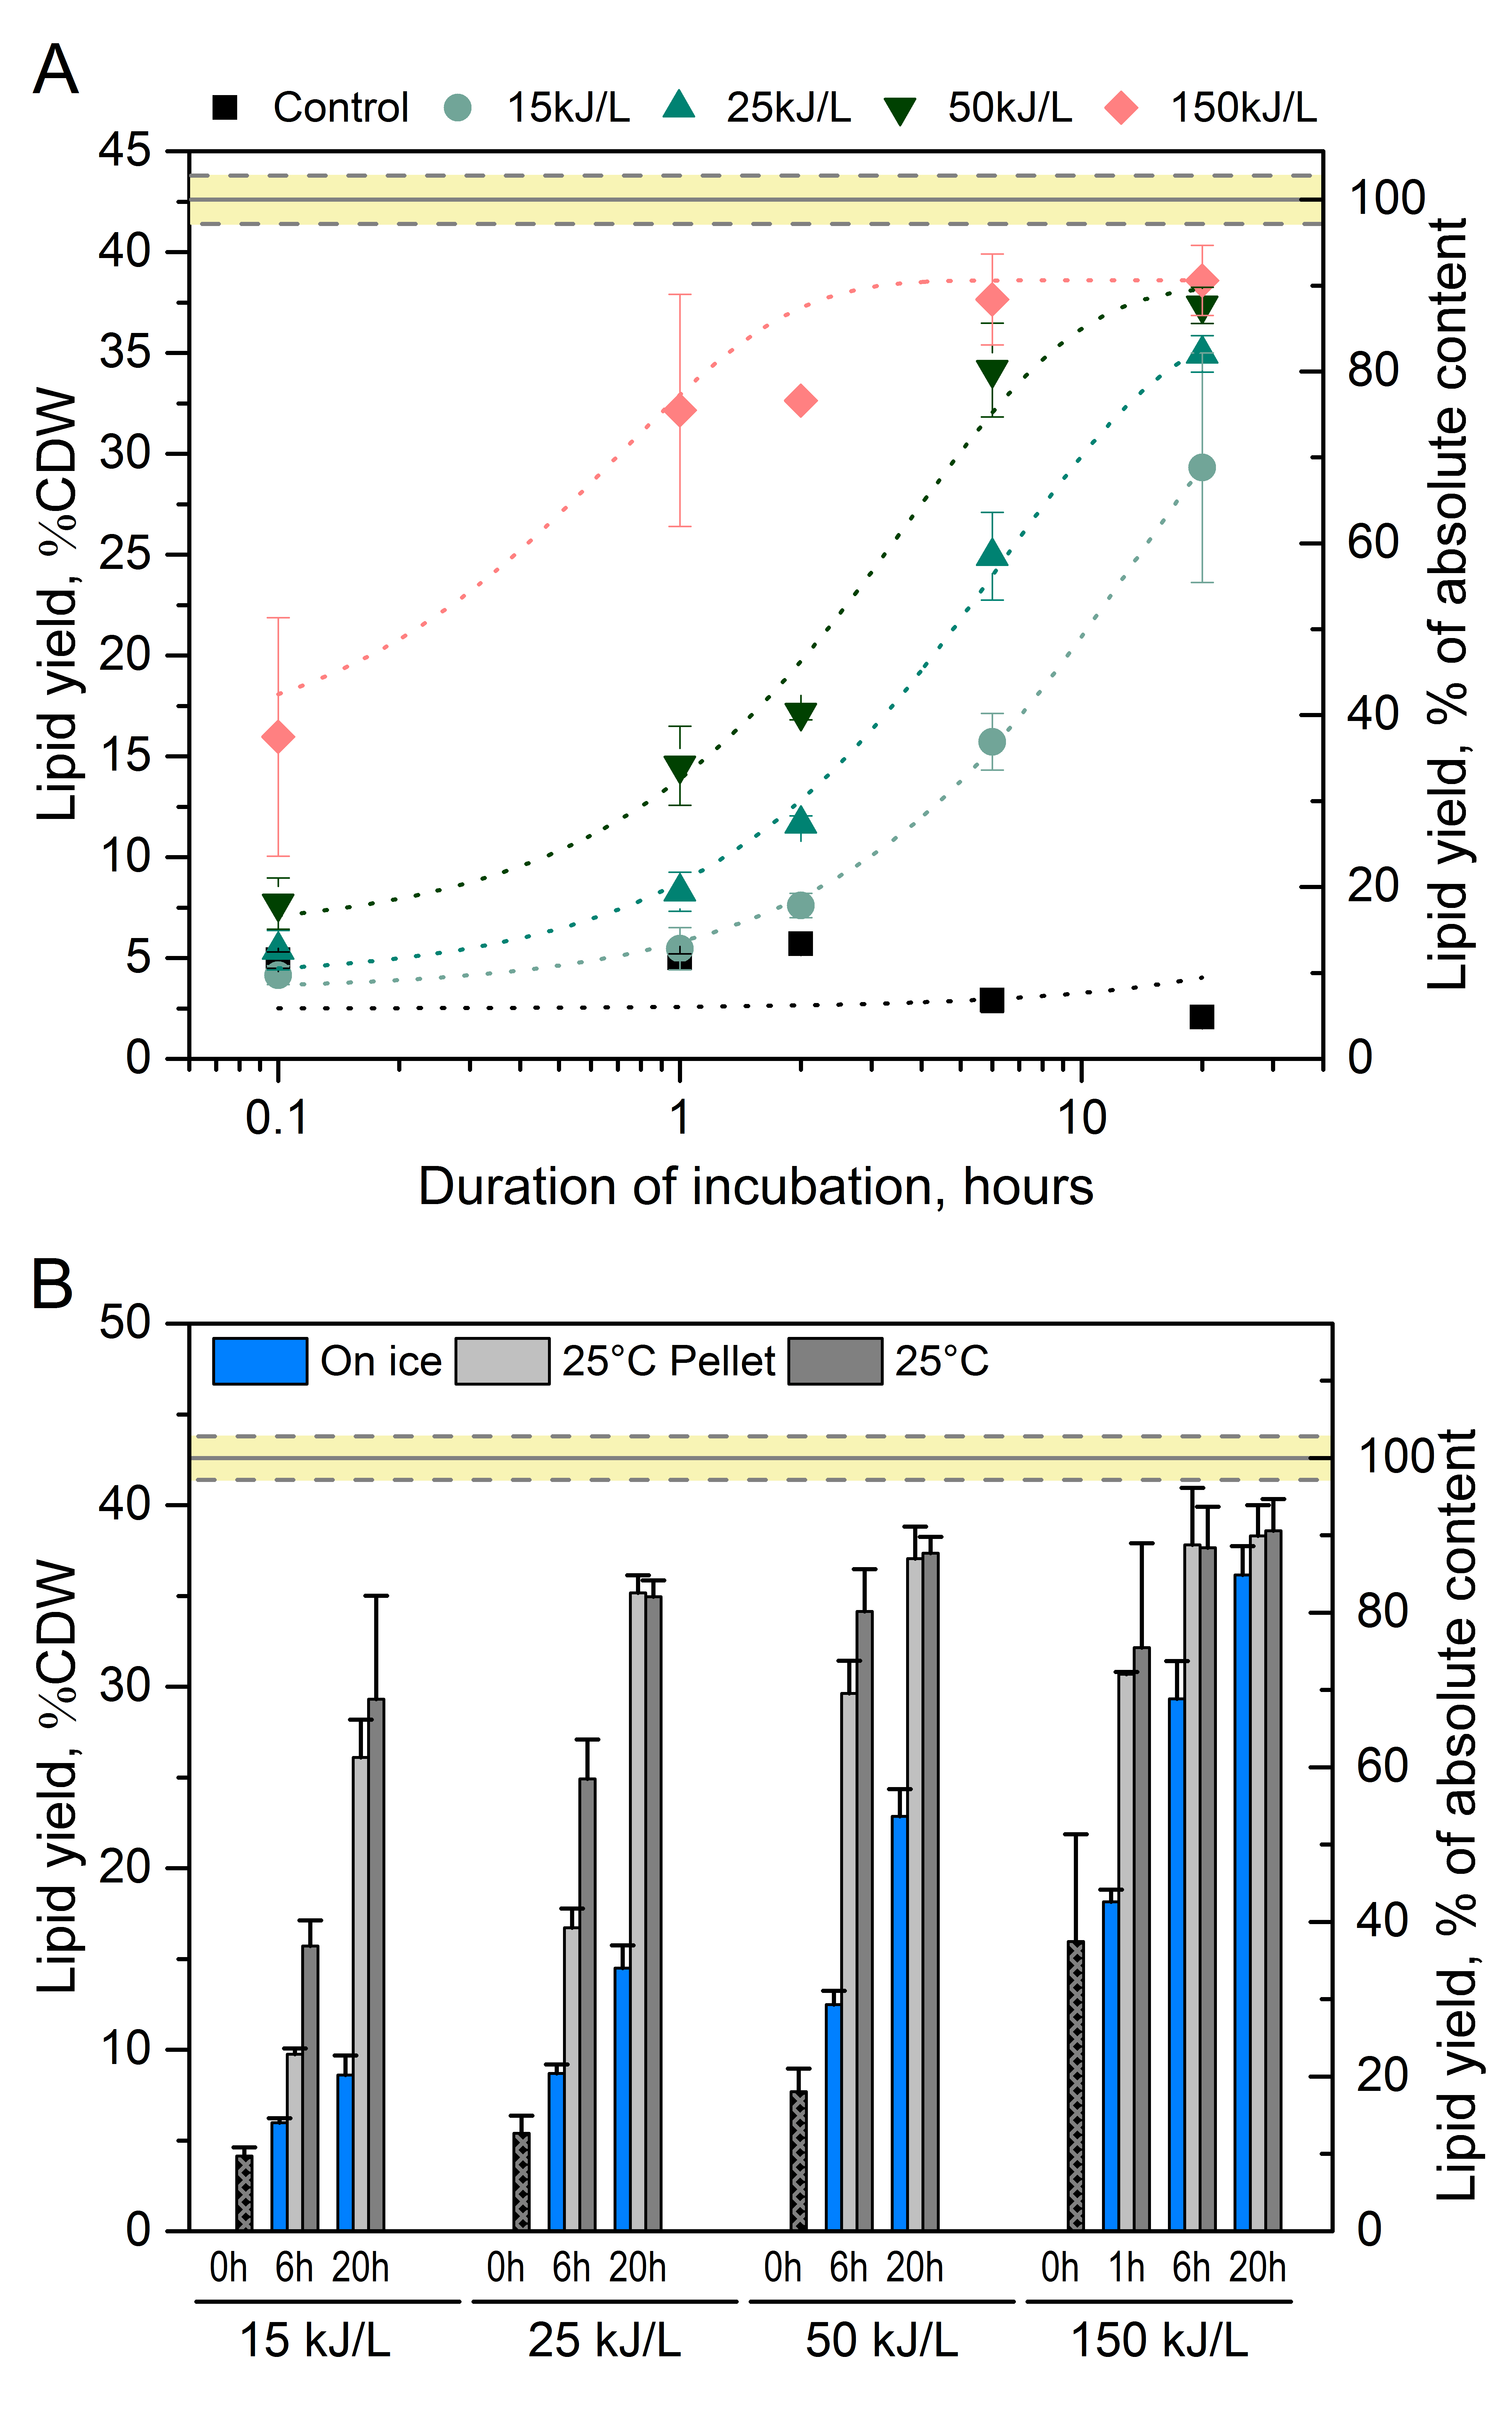 A
Control 15kJ/L 25kJ/L 50kJ/L 150kJ/L
45
40
35
30
25
20
15
10
5
0
Lipid yield, %CDW
100
80
60
40
20
0
Lipid yield, % of absolute content
0.1 1 10
Duration of incubation, hours
B
On ice 25°C Pellet 25°C
50
40
30
20
10
0
Lipid yield, %CDW
100
80
60
40
20
0
Lipid yield, % of absolute content
0h 6h 20h 0h 6h 20h 0h 6h 20h 0h 1h 6h 20h
15 kJ/L 25 kJ/L 50 kJ/L 150 kJ/L